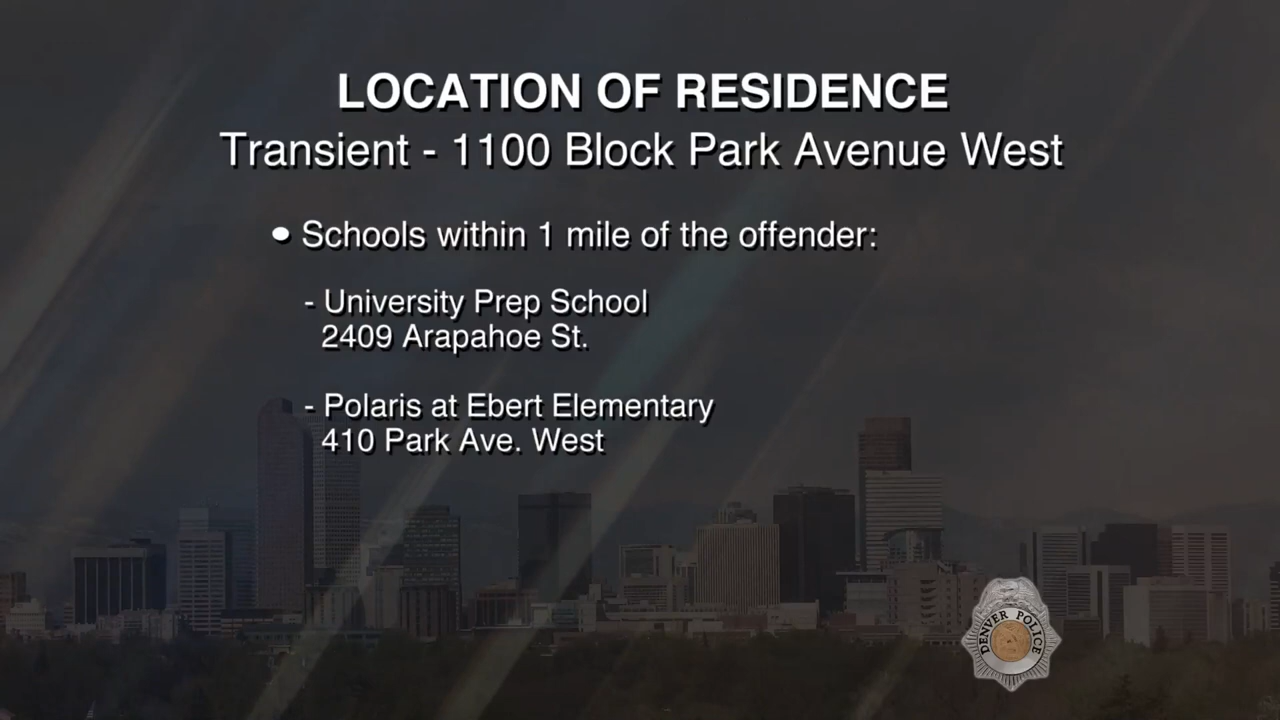 LOCATION OF RESIDENCE
Transient - 1100 Block Park Avenue West
• Schools within 1 mile of the offender:
- University Prep School
2409 Arapahoe St.
- Polaris at Ebert Elementary
410 Park Ave. West
DENVER POLICE